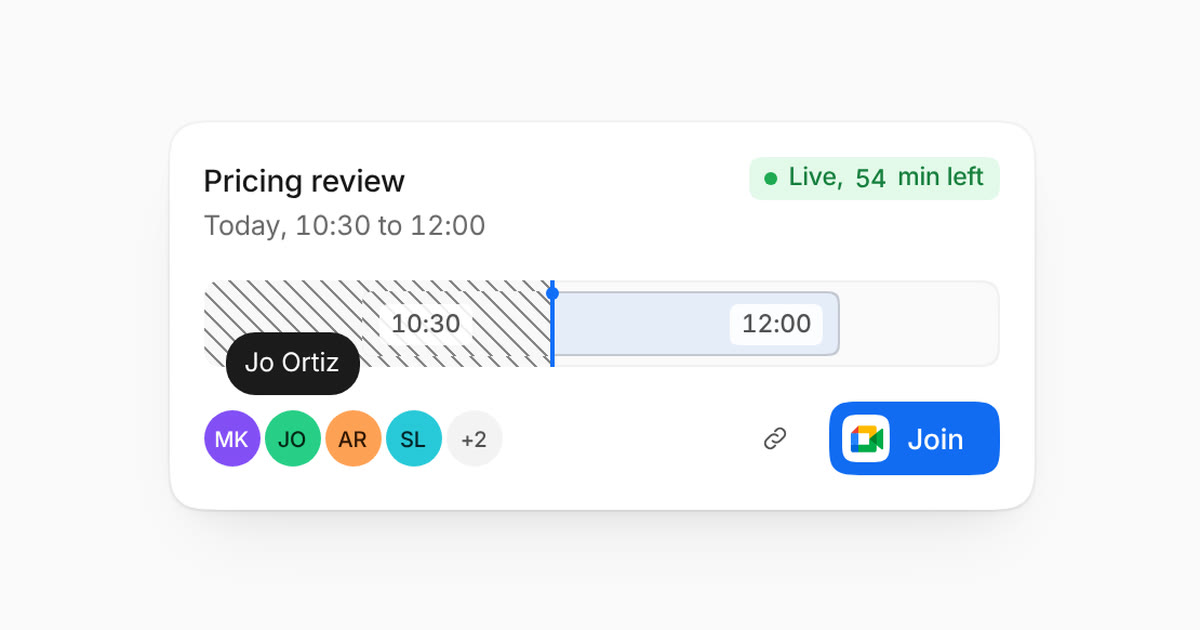 Pricing review
Live, 54 min left
Today, 10:30 to 12:00
10:30
12:00
Jo Ortiz
MK
JO
AR
SL
+2
Join